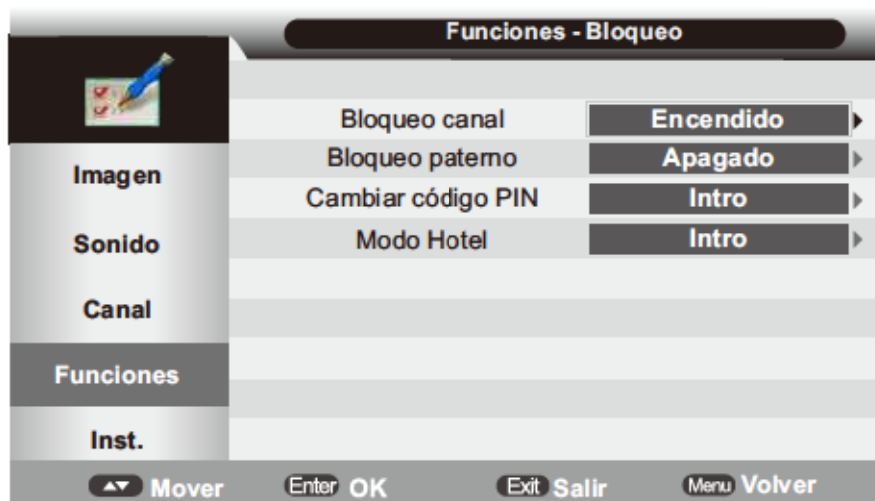 Funciones - Bloqueo
Bloqueo canal Encendido
Bloqueo paterno Apagado
Cambiar código PIN Intro
Modo Hotel Intro
Imagen
Sonido
Canal
Funciones
Inst.
Mover Enter OK Exit Salir Menu Volver